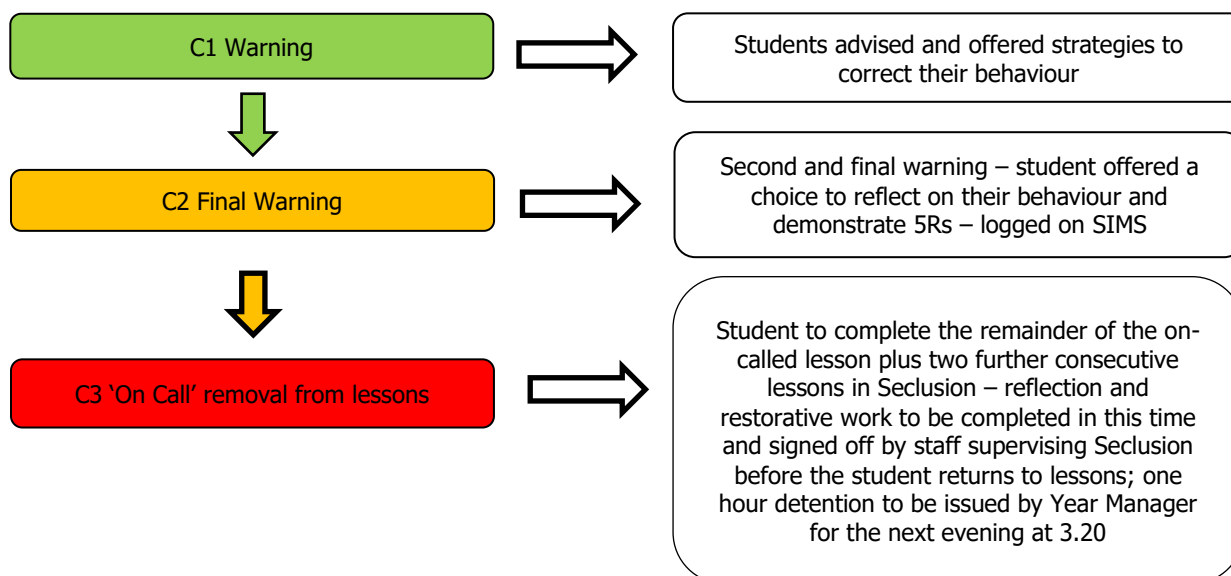 C1 Warning
Students advised and offered strategies to
correct their behaviour
C2 Final Warning
Second and final warning – student offered a
choice to reflect on their behaviour and
demonstrate 5Rs – logged on SIMS
C3 ‘On Call’ removal from lessons
Student to complete the remainder of the on-
called lesson plus two further consecutive
lessons in Seclusion – reflection and
restorative work to be completed in this time
and signed off by staff supervising Seclusion
before the student returns to lessons; one
hour detention to be issued by Year Manager
for the next evening at 3.20